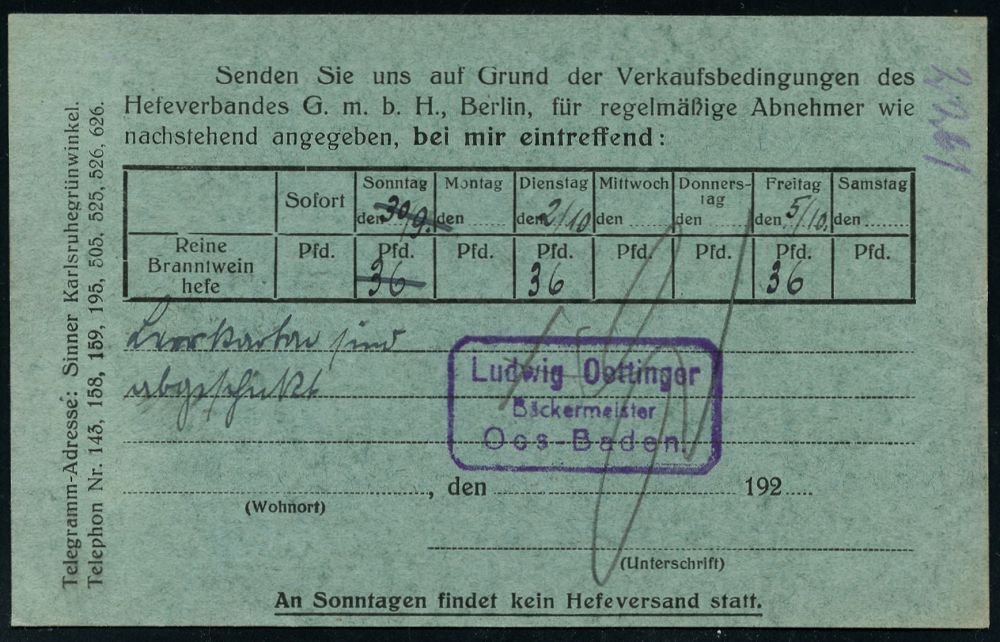 Senden Sie uns auf Grund der Verkaufsbedingungen des
Hefeverbandes G. m. b. H., Berlin, für regelmäßige Abnehmer wie
nachstehend angegeben, bei mir eintreffend:
Sofort
Sonntag
den 30/9.
Montag
den
Dienstag
den 2/10
Mittwoch
den
Donners-
tag
den
Freitag
den 5/10.
Samstag
den
Reine
Branntwein
hefe
Pfd.
Pfd.
36
Pfd.
Pfd.
36
Pfd.
Pfd.
Pfd.
36
Pfd.
sind
abgeschickt
Ludwig Oettinger
Bäckermeister
Oos-Baden.
, den 192
(Wohnort)
(Unterschrift)
An Sonntagen findet kein Hefeversand statt.
Telegramm-Adresse: Sinner Karlsruhegrünwinkel.
Telephon Nr. 143, 158, 159, 195, 505, 525, 526, 626.